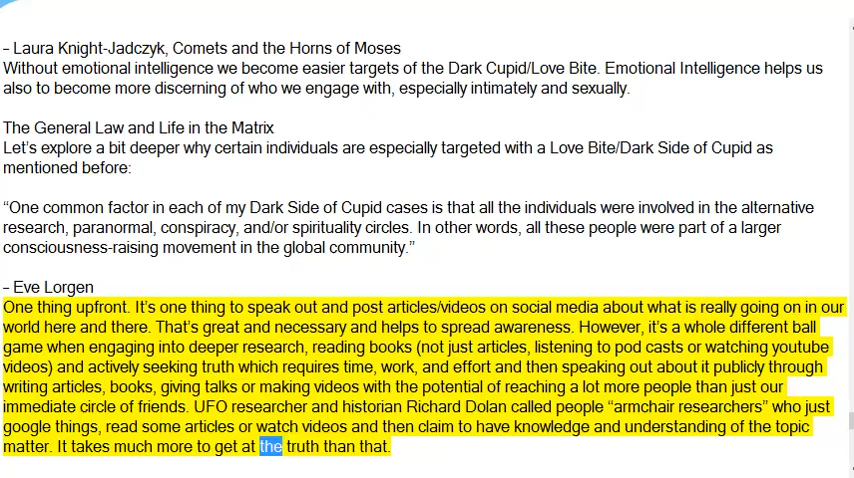 – Laura Knight-Jadczyk, Comets and the Horns of Moses
Without emotional intelligence we become easier targets of the Dark Cupid/Love Bite. Emotional Intelligence helps us
also to become more discerning of who we engage with, especially intimately and sexually.
The General Law and Life in the Matrix
Let’s explore a bit deeper why certain individuals are especially targeted with a Love Bite/Dark Side of Cupid as
mentioned before:
“One common factor in each of my Dark Side of Cupid cases is that all the individuals were involved in the alternative
research, paranormal, conspiracy, and/or spirituality circles. In other words, all these people were part of a larger
consciousness-raising movement in the global community.”
– Eve Lorgen
One thing upfront. It’s one thing to speak out and post articles/videos on social media about what is really going on in our
world here and there. That’s great and necessary and helps to spread awareness. However, it’s a whole different ball
game when engaging into deeper research, reading books (not just articles, listening to pod casts or watching youtube
videos) and actively seeking truth which requires time, work, and effort and then speaking out about it publicly through
writing articles, books, giving talks or making videos with the potential of reaching a lot more people than just our
immediate circle of friends. UFO researcher and historian Richard Dolan called people “armchair researchers” who just
google things, read some articles or watch videos and then claim to have knowledge and understanding of the topic
matter. It takes much more to get at the truth than that.